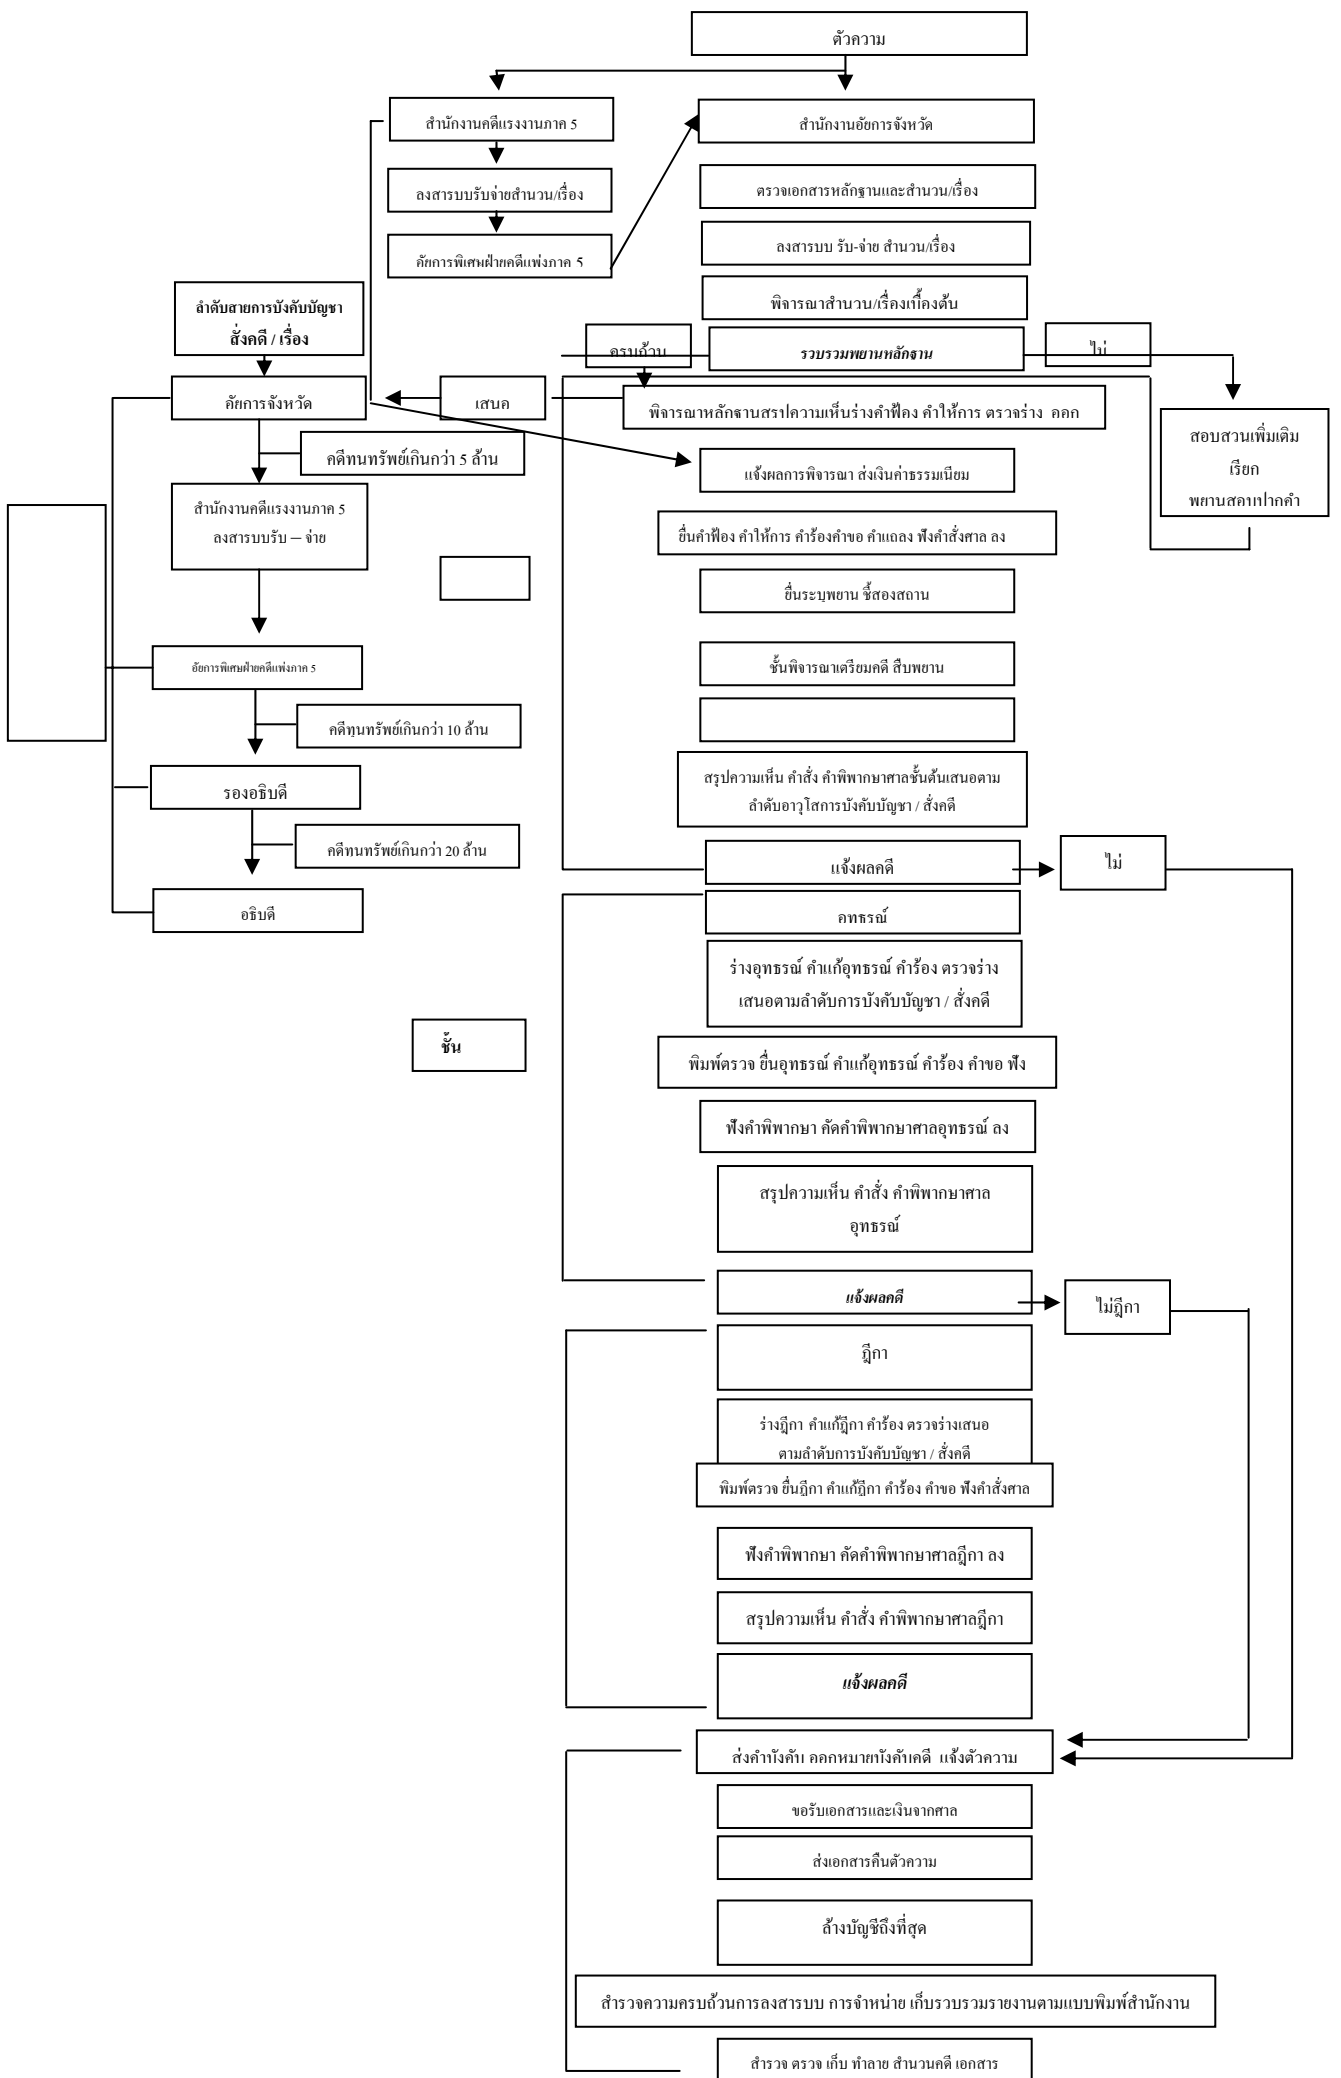 ตัวความ
สำนักงานคดีแรงงานภาค 5
สำนักงานอัยการจังหวัด
ตรวจเอกสารหลักฐานและสำนวน/เรื่อง
ลงสารบบรับจ่ายสำนวน/เรื่อง
ลงสารบบ รับ-จ่าย สำนวน/เรื่อง
อัยการพิเศษฝ่ายคดีแพ่งภาค 5
พิจารณาสำนวน/เรื่องเบื้องต้น
ลำดับสายการบังคับบัญชา
สั่งคดี / เรื่อง
ครบถ้วน
รวบรวมพยานหลักฐาน
ไม่
อัยการจังหวัด
เสนอ
พิจารณาหลักฐานสรุปความเห็นร่างคำฟ้อง คำให้การ ตรวจร่าง ออก
สอบสวนเพิ่มเติม
เรียก
พยานสอบปากคำ
คดีทุนทรัพย์เกินกว่า 5 ล้าน
แจ้งผลการพิจารณา ส่งเงินค่าธรรมเนียม
สำนักงานคดีแรงงานภาค 5
ลงสารบบรับ – จ่าย
ยื่นคำฟ้อง คำให้การ คำร้องคำขอ คำแถลง ฟังคำสั่งศาล ลง
ยื่นระบุพยาน ชี้สองสถาน
อัยการพิเศษฝ่ายคดีแพ่งภาค 5
ชั้นพิจารณาเตรียมคดี สืบพยาน
คดีทุนทรัพย์เกินกว่า 10 ล้าน
รองอธิบดี
สรุปความเห็น คำสั่ง คำพิพากษาศาลชั้นต้นเสนอตาม
ลำดับอาวุโสการบังคับบัญชา / สั่งคดี
คดีทุนทรัพย์เกินกว่า 20 ล้าน
แจ้งผลคดี
ไม่
อธิบดี
อุทธรณ์
ร่างอุทธรณ์ คำแก้อุทธรณ์ คำร้อง ตรวจร่าง
เสนอตามลำดับการบังคับบัญชา / สั่งคดี
ชั้น
พิมพ์ตรวจ ยื่นอุทธรณ์ คำแก้อุทธรณ์ คำร้อง คำขอ ฟัง
ฟังคำพิพากษา คัดคำพิพากษาศาลอุทธรณ์ ลง
สรุปความเห็น คำสั่ง คำพิพากษาศาล
อุทธรณ์
แจ้งผลคดี
ไม่ฎีกา
ฎีกา
ร่างฎีกา คำแก้ฎีกา คำร้อง ตรวจร่างเสนอ
ตามลำดับการบังคับบัญชา / สั่งคดี
พิมพ์ตรวจ ยื่นฎีกา คำแก้ฎีกา คำร้อง คำขอ ฟังคำสั่งศาล
ฟังคำพิพากษา คัดคำพิพากษาศาลฎีกา ลง
สรุปความเห็น คำสั่ง คำพิพากษาศาลฎีกา
แจ้งผลคดี
ส่งคำบังคับ ออกหมายบังคับคดี แจ้งตัวความ
ขอรับเอกสารและเงินจากศาล
ส่งเอกสารคืนตัวความ
ล้างบัญชีถึงที่สุด
สำรวจความครบถ้วนการลงสารบบ การจำหน่าย เก็บรวบรวมรายงานตามแบบพิมพ์สำนักงาน
สำรวจ ตรวจ เก็บ ทำลาย สำนวนคดี เอกสาร